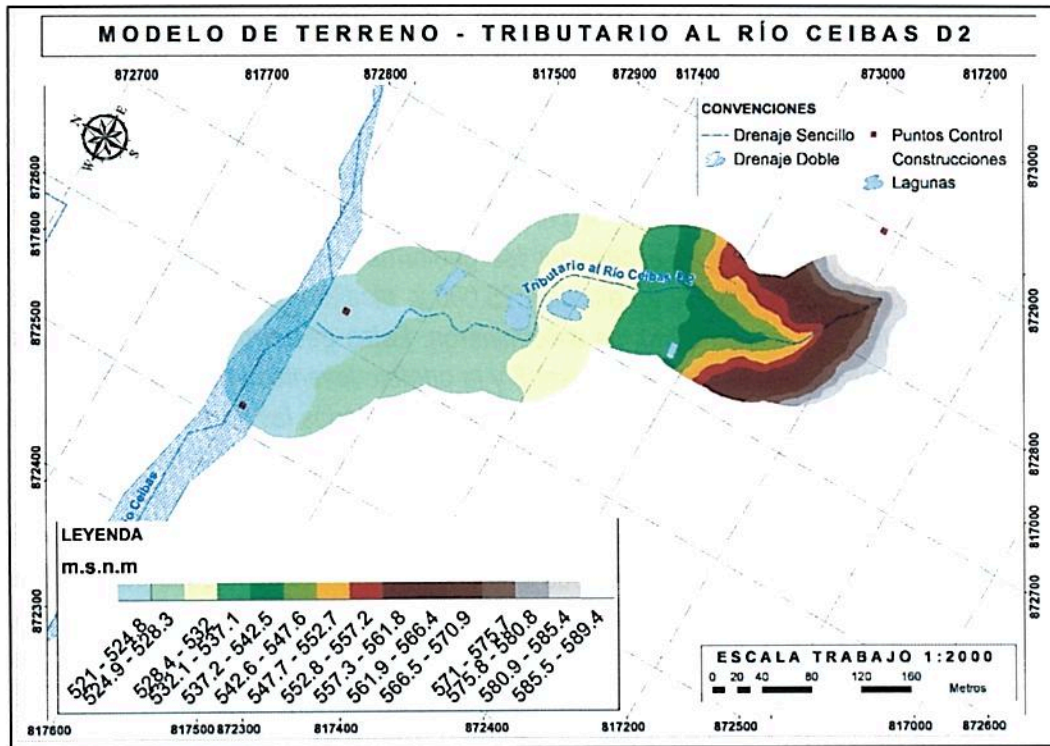 MODELO DE TERRENO - TRIBUTARIO AL RÍO CEIBAS D2
872700 817700 872800 817500 872900 817400 873000 817200
N E
W S
CONVENCIONES
Drenaje Sencillo
Drenaje Doble
Puntos Control
Construcciones
Lagunas
872600
817600
872500
872400
872300
873000
872900
872800
817000
872700
Tributario al Río Ceibas
Ceibas
LEYENDA
m.s.n.m
521 - 524.8
524.9 - 528.3
528.4 - 532
532.1 - 537.1
537.2 - 542.5
542.6 - 547.6
547.7 - 552.7
552.8 - 557.2
557.3 - 561.8
561.9 - 566.4
566.5 - 570.9
571 - 575.7
575.8 - 580.8
580.9 - 585.4
585.5 - 589.4
ESCALA TRABAJO 1:2000
0 20 40 80 120 160
Metros
817600 817500 872300 817400 872400 817200 872500 817000 872600